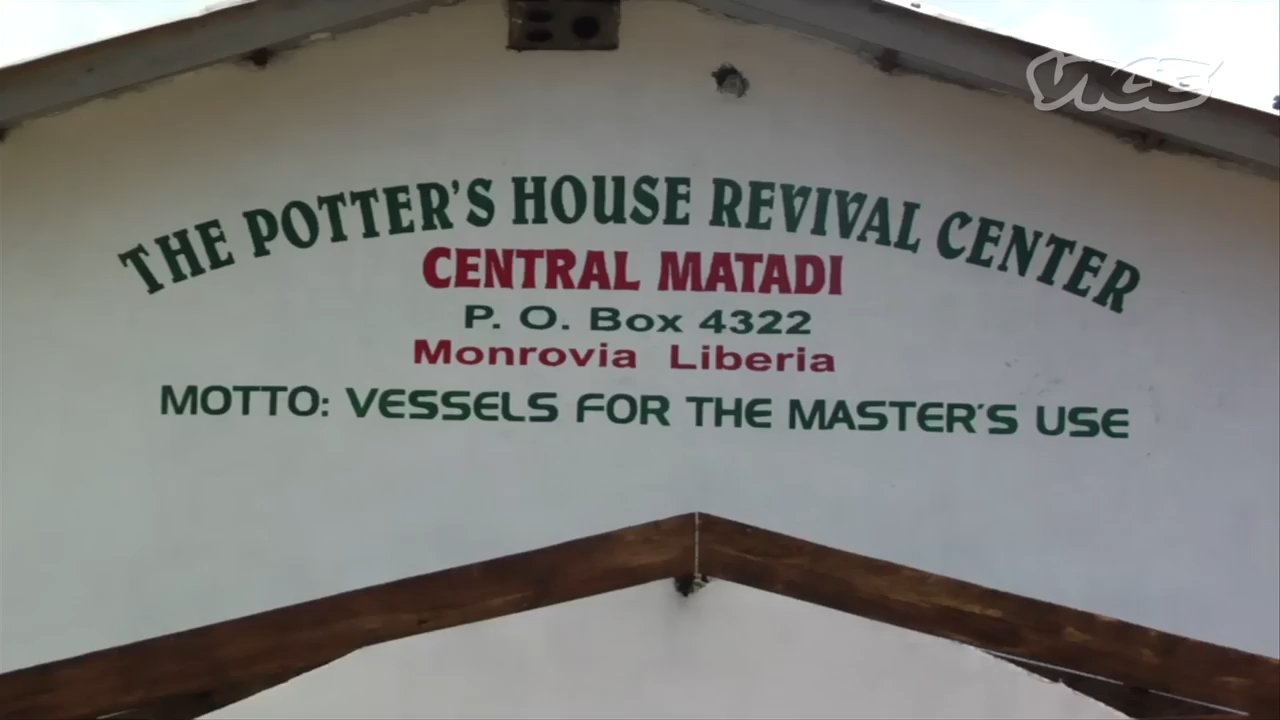 VICE
THE POTTER'S HOUSE REVIVAL CENTER
CENTRAL MATADI
P. O. Box 4322
Monrovia Liberia
MOTTO: VESSELS FOR THE MASTER'S USE